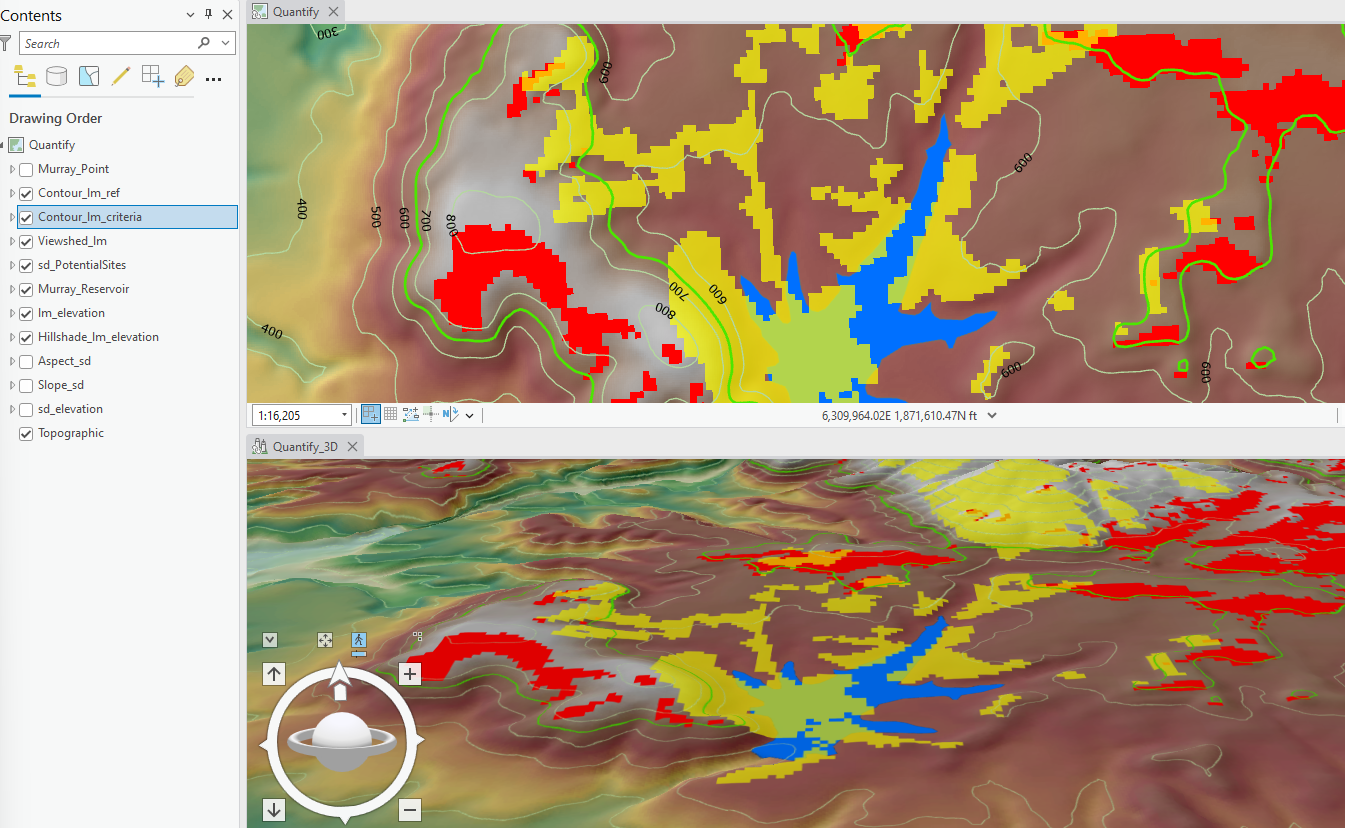 Contents
Search
Drawing Order
Quantify
Murray_Point
Contour_lm_ref
Contour_lm_criteria
Viewshed_lm
sd_PotentialSites
Murray_Reservoir
lm_elevation
Hillshade_lm_elevation
Aspect_sd
Slope_sd
sd_elevation
Topographic
Quantify
300
600
600
400
500
600
700
800
700
600
800
400
600
600
1:16,205
N
6,309,964.02E 1,871,610.47N ft
Quantify_3D